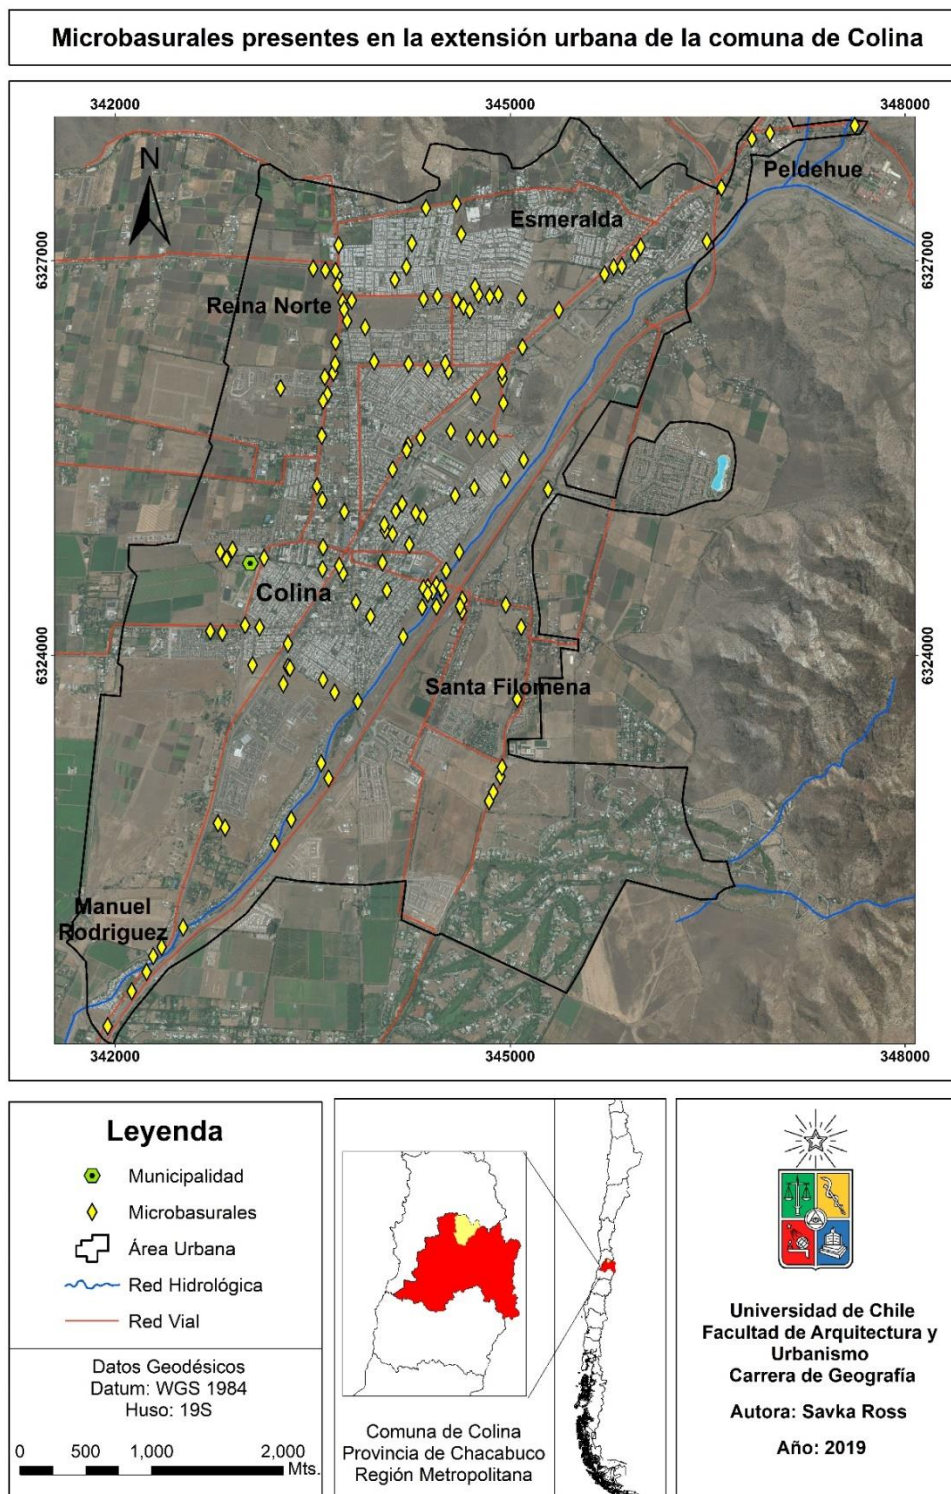 Microbasurales presentes en la extensión urbana de la comuna de Colina
342000 345000 348000
N
Peldehue
Esmeralda
6327000 6327000
Reina Norte
Colina
6324000 6324000
Santa Filomena
Manuel
Rodriguez
342000 345000 348000
Leyenda
Municipalidad
Microbasurales
Área Urbana
Red Hidrológica
Red Vial
Datos Geodésicos
Datum: WGS 1984
Huso: 19S
0 500 1,000 2,000
Mts.
Comuna de Colina
Provincia de Chacabuco
Región Metropolitana
Universidad de Chile
Facultad de Arquitectura y
Urbanismo
Carrera de Geografía
Autora: Savka Ross
Año: 2019